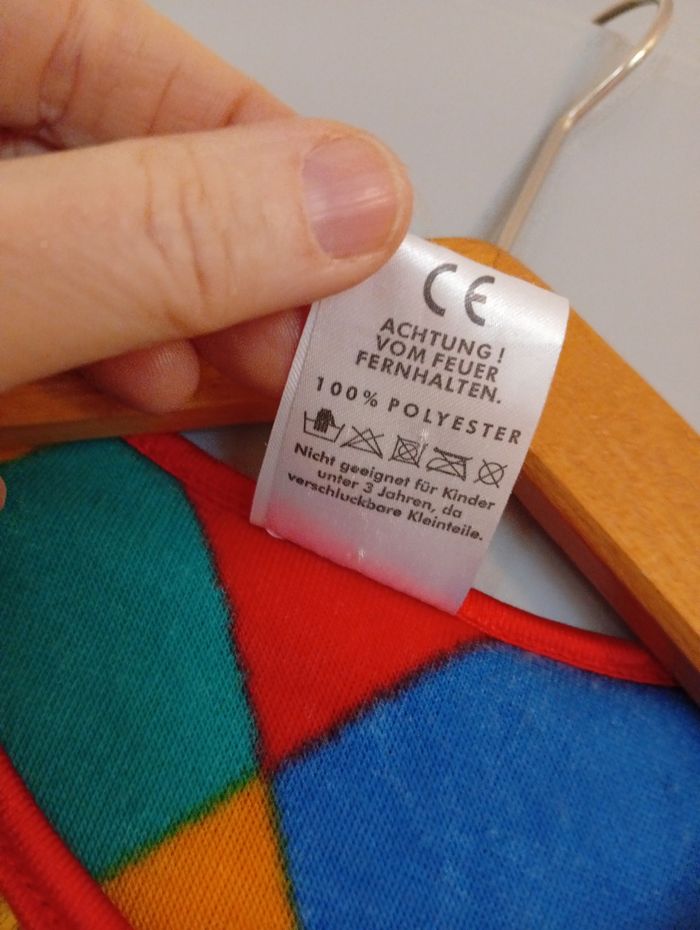 CE
ACHTUNG!
VOM FEUER
FERNHALTEN.
100% POLYESTER
Nicht geeignet für Kinder
unter 3 Jahren, da
verschluckbare Kleinteile.